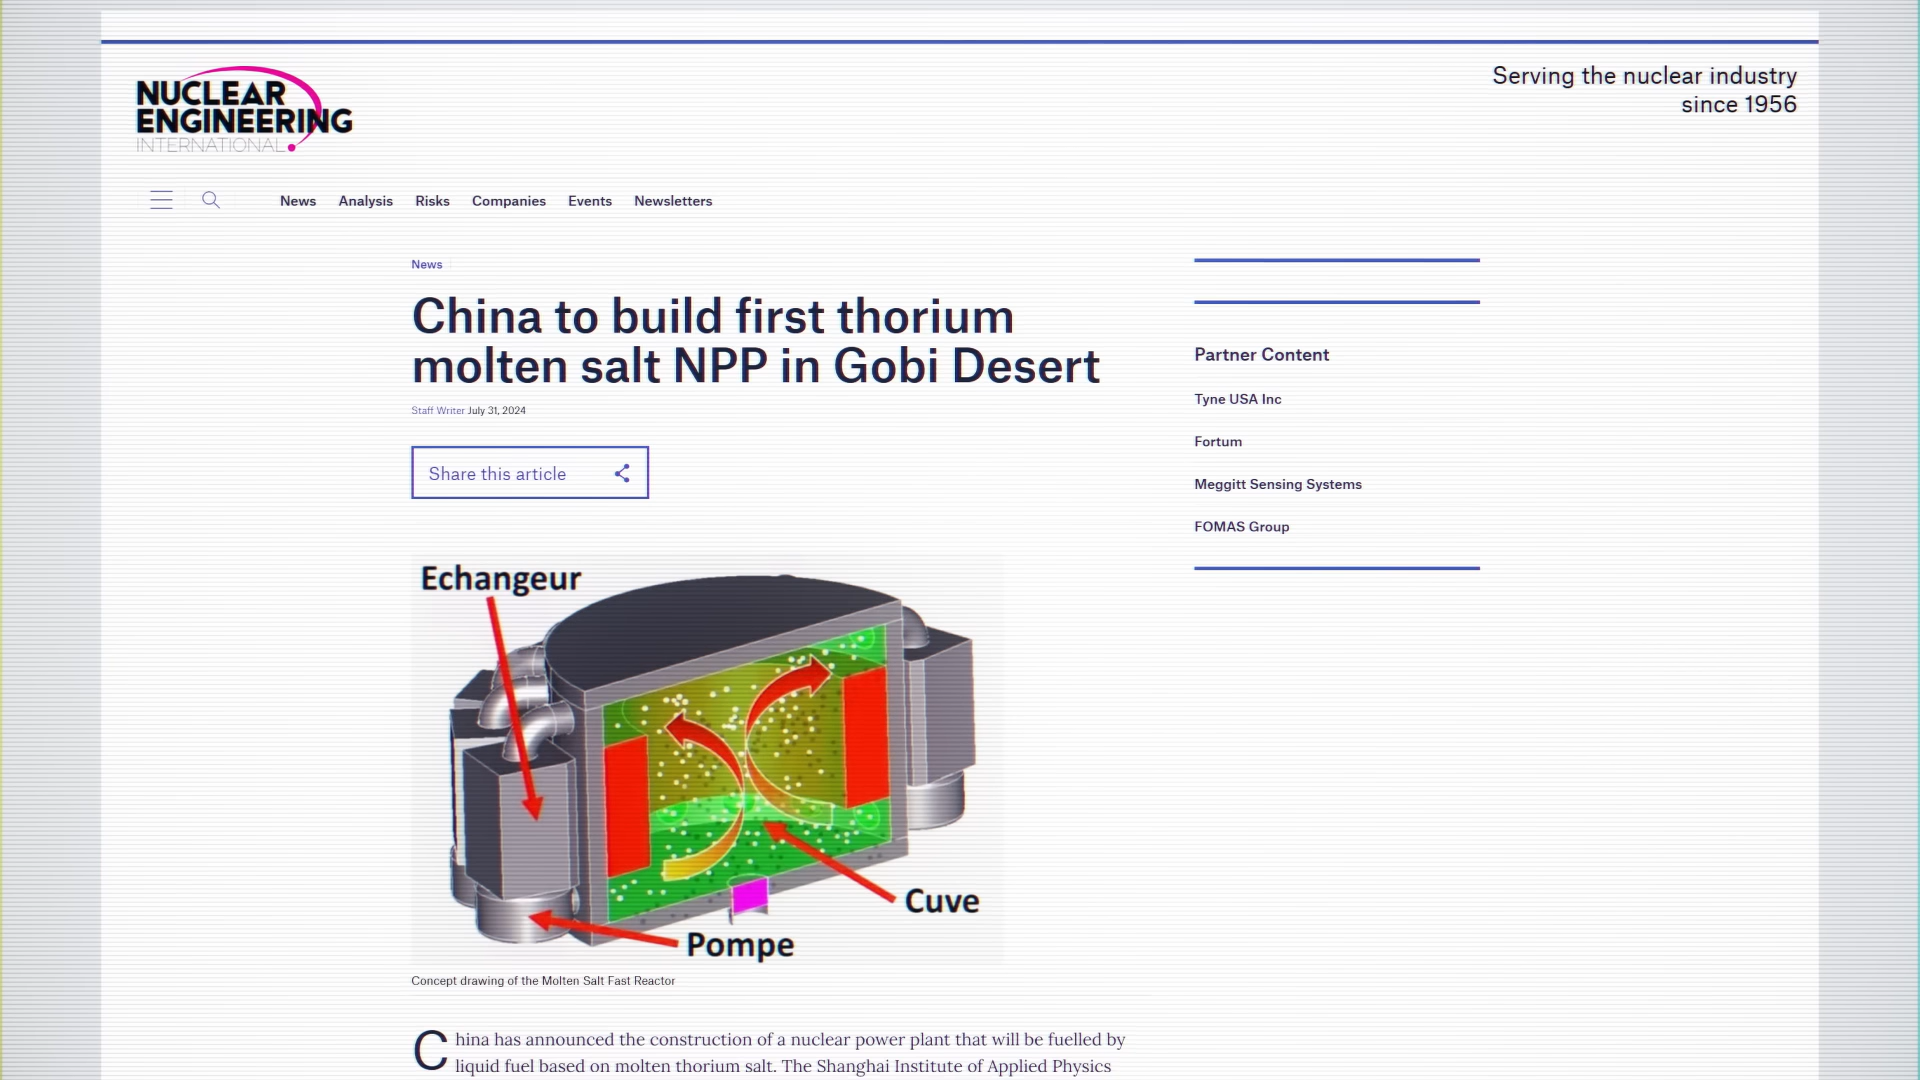 NUCLEAR
ENGINEERING
INTERNATIONAL
Serving the nuclear industry
since 1956
News Analysis Risks Companies Events Newsletters
News
China to build first thorium
molten salt NPP in Gobi Desert
Staff Writer July 31, 2024
Share this article
Echangeur
Cuve
Pompe
Concept drawing of the Molten Salt Fast Reactor
China has announced the construction of a nuclear power plant that will be fuelled by
liquid fuel based on molten thorium salt. The Shanghai Institute of Applied Physics
Partner Content
Tyne USA Inc
Fortum
Meggitt Sensing Systems
FOMAS Group